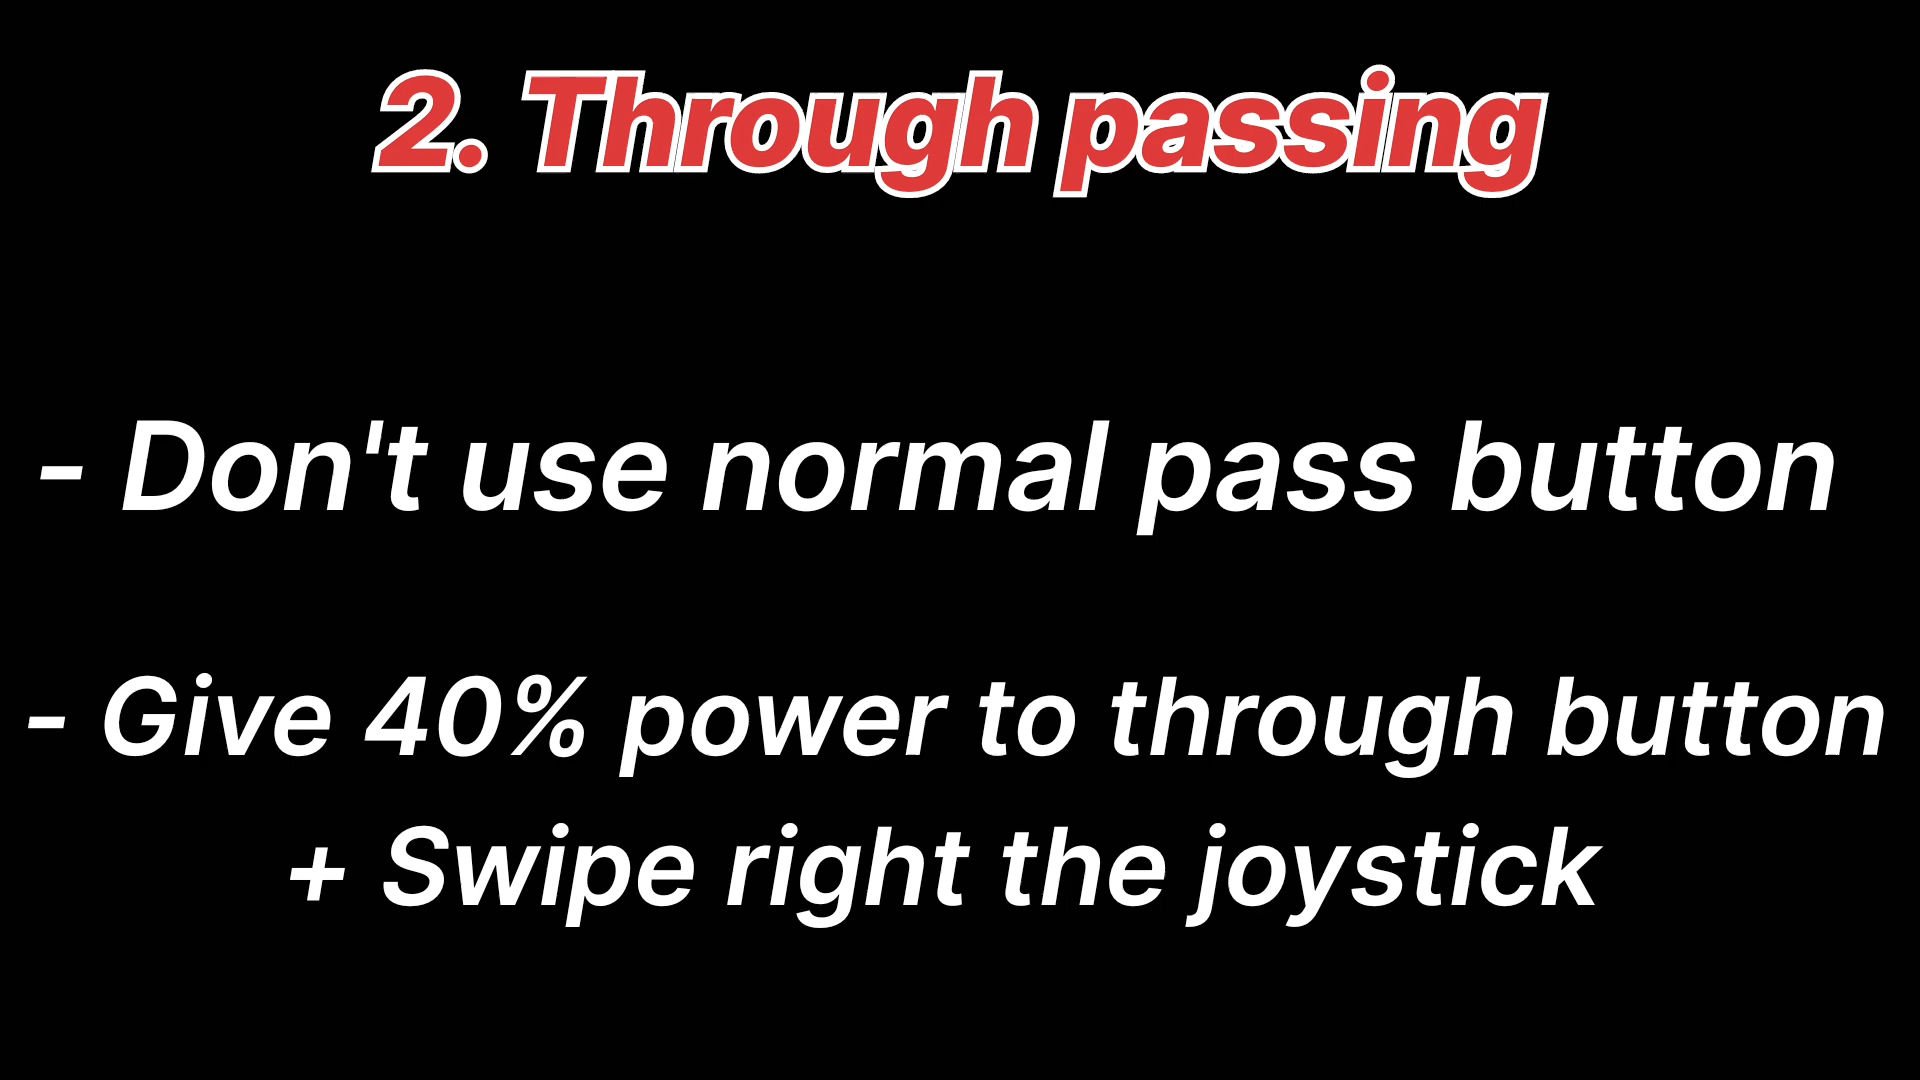 2. Through passing
- Don't use normal pass button
- Give 40% power to through button
+ Swipe right the joystick